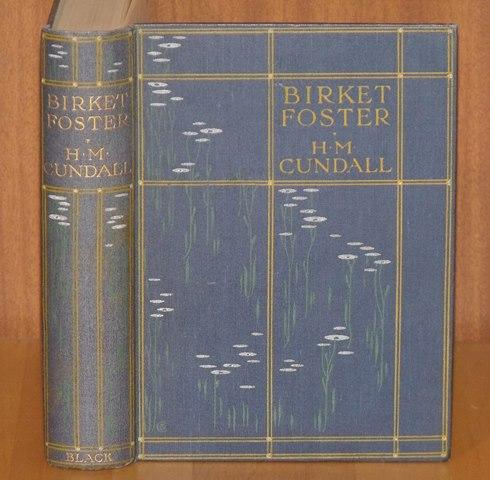 BIRKET
FOSTER
·
H·M·
CUNDALL
BLACK
BIRKET
FOSTER
·
H·M
CUNDALL